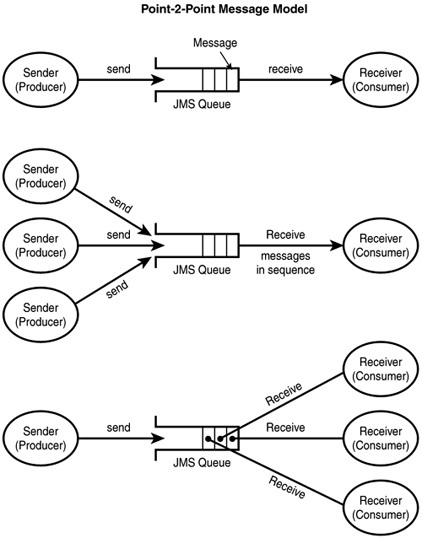 Point-2-Point Message Model
Message
Sender
(Producer)
send
receive
Receiver
(Consumer)
JMS Queue
Sender
(Producer)
send
Sender
(Producer)
send
Receive
messages
in sequence
Receiver
(Consumer)
JMS Queue
send
Sender
(Producer)
Receiver
(Consumer)
Receive
Sender
(Producer)
send
Receive
Receiver
(Consumer)
JMS Queue
Receive
Receiver
(Consumer)